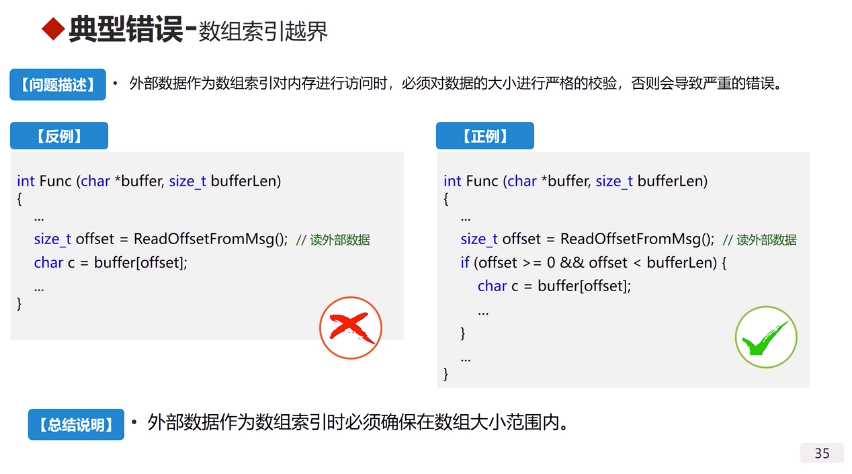 典型错误-数组索引越界
【问题描述】 • 外部数据作为数组索引对内存进行访问时，必须对数据的大小进行严格的校验，否则会导致严重的错误。
【反例】
int Func (char *buffer, size_t bufferLen)
{
...
size_t offset = ReadOffsetFromMsg(); // 读外部数据
char c = buffer[offset];
...
}
【正例】
int Func (char *buffer, size_t bufferLen)
{
...
size_t offset = ReadOffsetFromMsg(); // 读外部数据
if (offset >= 0 && offset < bufferLen) {
char c = buffer[offset];
...
}
...
}
【总结说明】 • 外部数据作为数组索引时必须确保在数组大小范围内。
35